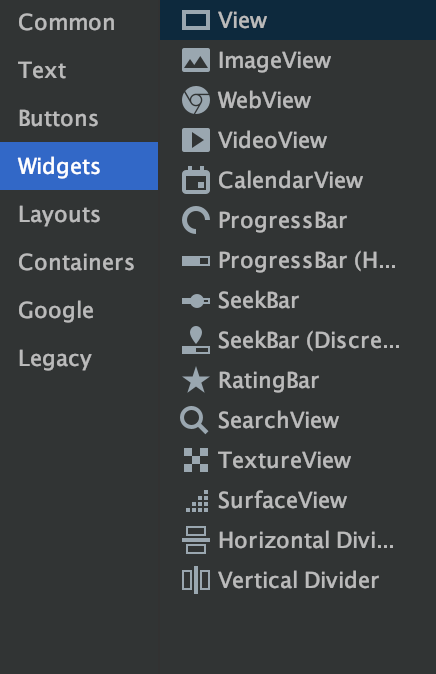 Common
Text
Buttons
Widgets
Layouts
Containers
Google
Legacy
View
ImageView
WebView
VideoView
CalendarView
ProgressBar
ProgressBar (H...
SeekBar
SeekBar (Discre...
RatingBar
SearchView
TextureView
SurfaceView
Horizontal Divi...
Vertical Divider